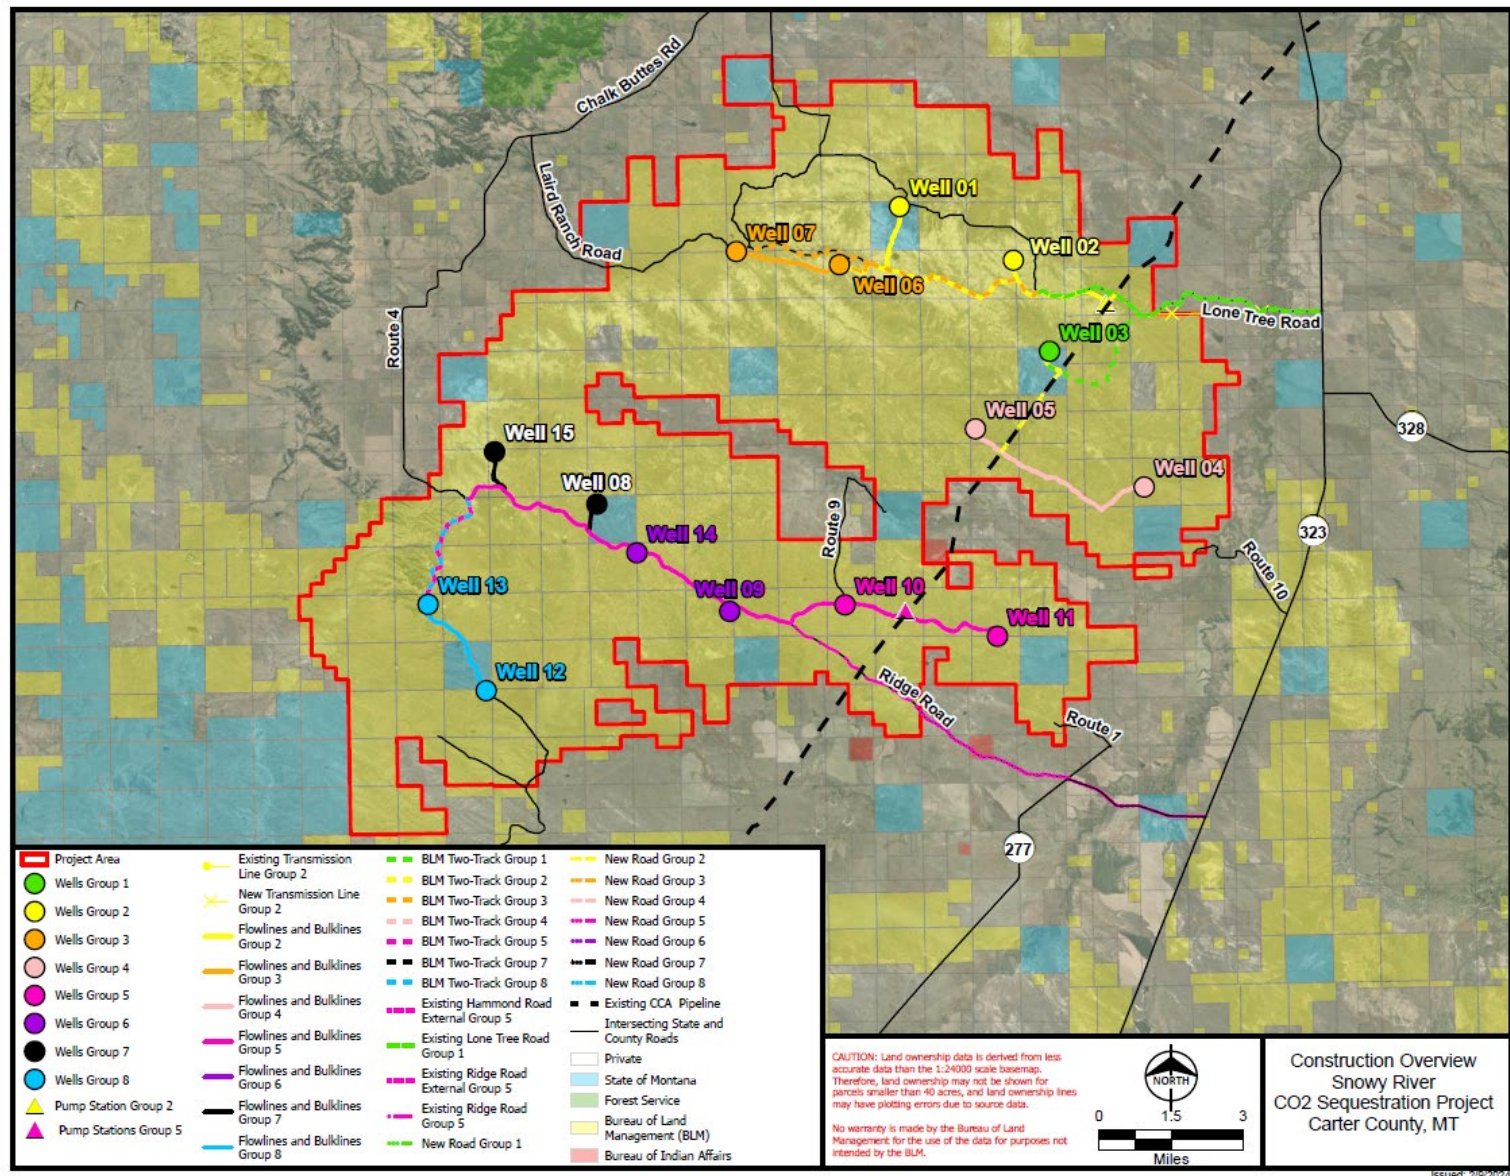 Chalk Buttes Rd
Laird Ranch Road
Route 4
Well 01
Well 07
Well 02
Well 06
Lone Tree Road
Well 03
Well 05
328
Well 15
Well 04
Well 08
Route 9
323
Well 14
Route 10
Well 13
Well 09
Well 10
Well 11
Well 12
Ridge Road
Route 1
277
Project Area
Wells Group 1
Wells Group 2
Wells Group 3
Wells Group 4
Wells Group 5
Wells Group 6
Wells Group 7
Wells Group 8
Pump Station Group 2
Pump Stations Group 5
Existing Transmission
Line Group 2
New Transmission Line
Group 2
Flowlines and Bulklines
Group 2
Flowlines and Bulklines
Group 3
Flowlines and Bulklines
Group 4
Flowlines and Bulklines
Group 5
Flowlines and Bulklines
Group 6
Flowlines and Bulklines
Group 7
Flowlines and Bulklines
Group 8
BLM Two-Track Group 1
BLM Two-Track Group 2
BLM Two-Track Group 3
BLM Two-Track Group 4
BLM Two-Track Group 5
BLM Two-Track Group 7
BLM Two-Track Group 8
Existing Hammond Road
External Group 5
Existing Lone Tree Road
Group 1
Existing Ridge Road
External Group 5
Existing Ridge Road
Group 5
New Road Group 1
New Road Group 2
New Road Group 3
New Road Group 4
New Road Group 5
New Road Group 6
New Road Group 7
New Road Group 8
Existing CCA Pipeline
Intersecting State and
County Roads
Private
State of Montana
Forest Service
Bureau of Land
Management (BLM)
Bureau of Indian Affairs
CAUTION: Land ownership data is derived from less
accurate data than the 1:24000 scale basemap.
Therefore, land ownership may not be shown for
parcels smaller than 40 acres, and land ownership lines
may have plotting errors due to source data.
No warranty is made by the Bureau of Land
Management for the use of the data for purposes not
intended by the BLM.
NORTH
0 1.5 3
Miles
Construction Overview
Snowy River
CO2 Sequestration Project
Carter County, MT
Issued: